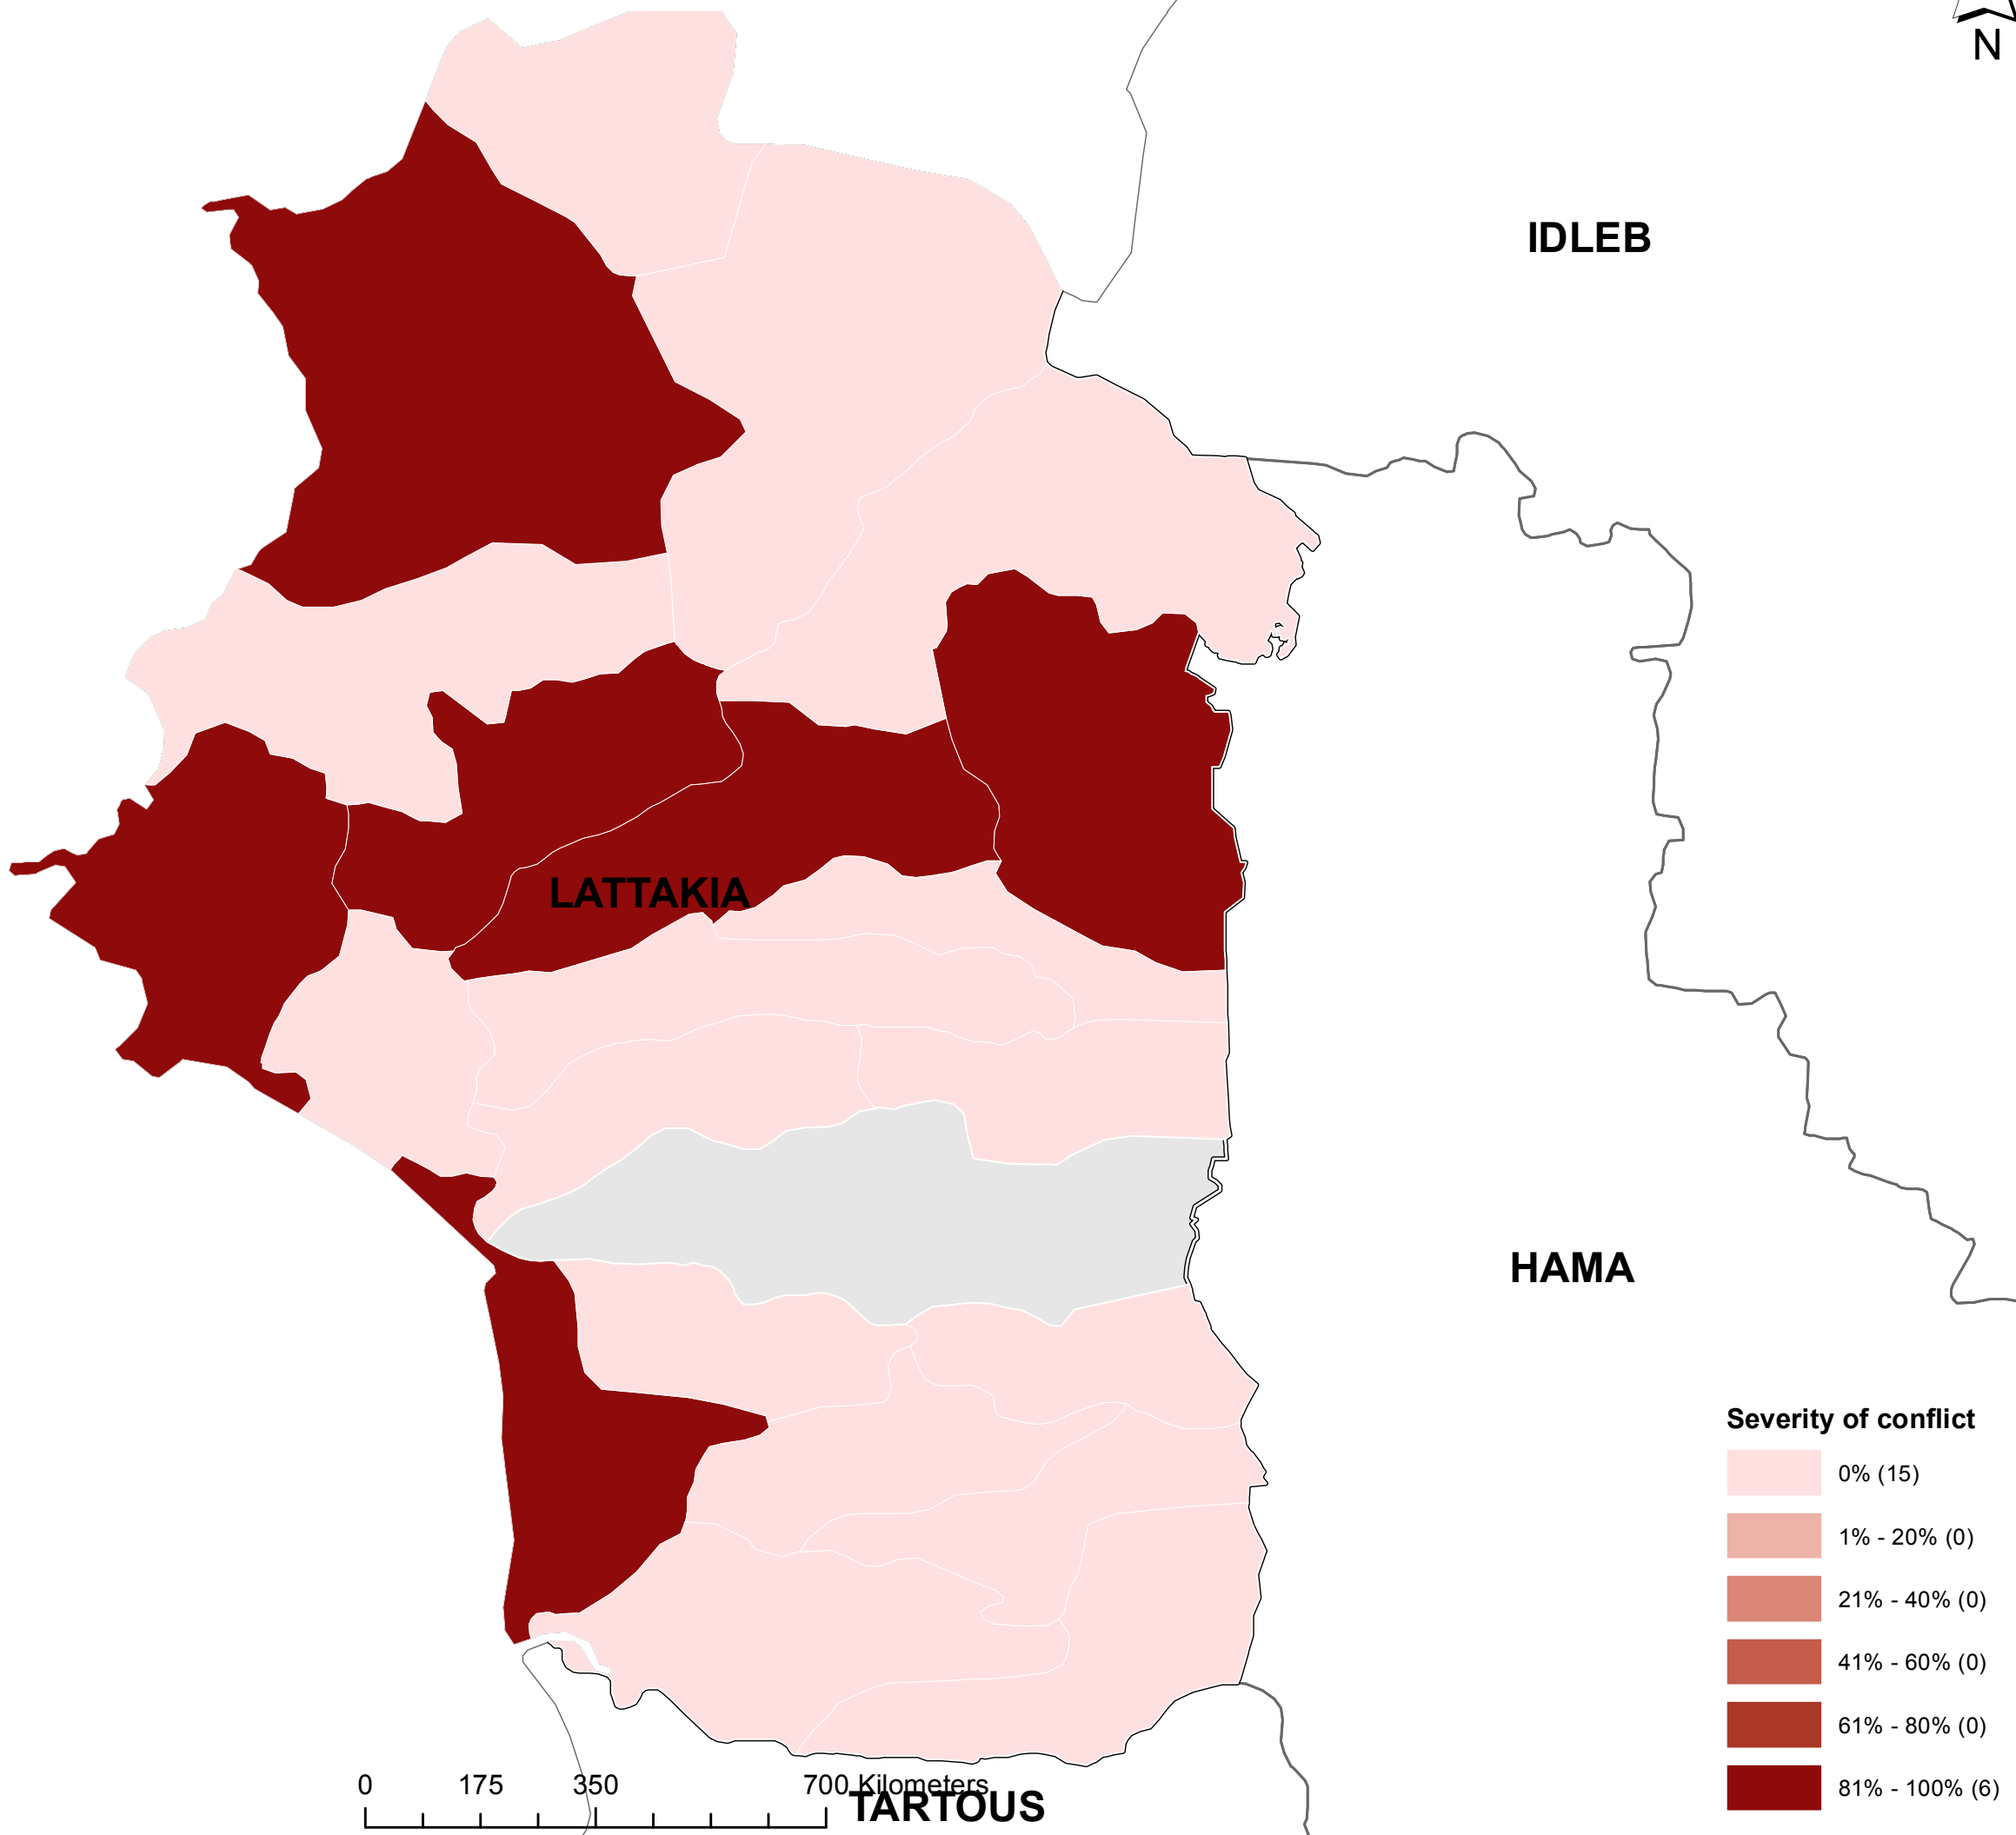 N
IDLEB
LATTAKIA
HAMA
Severity of conflict
0% (15)
1% - 20% (0)
21% - 40% (0)
41% - 60% (0)
61% - 80% (0)
81% - 100% (6)
0 175 350 700 Kilometers
TARTOUS